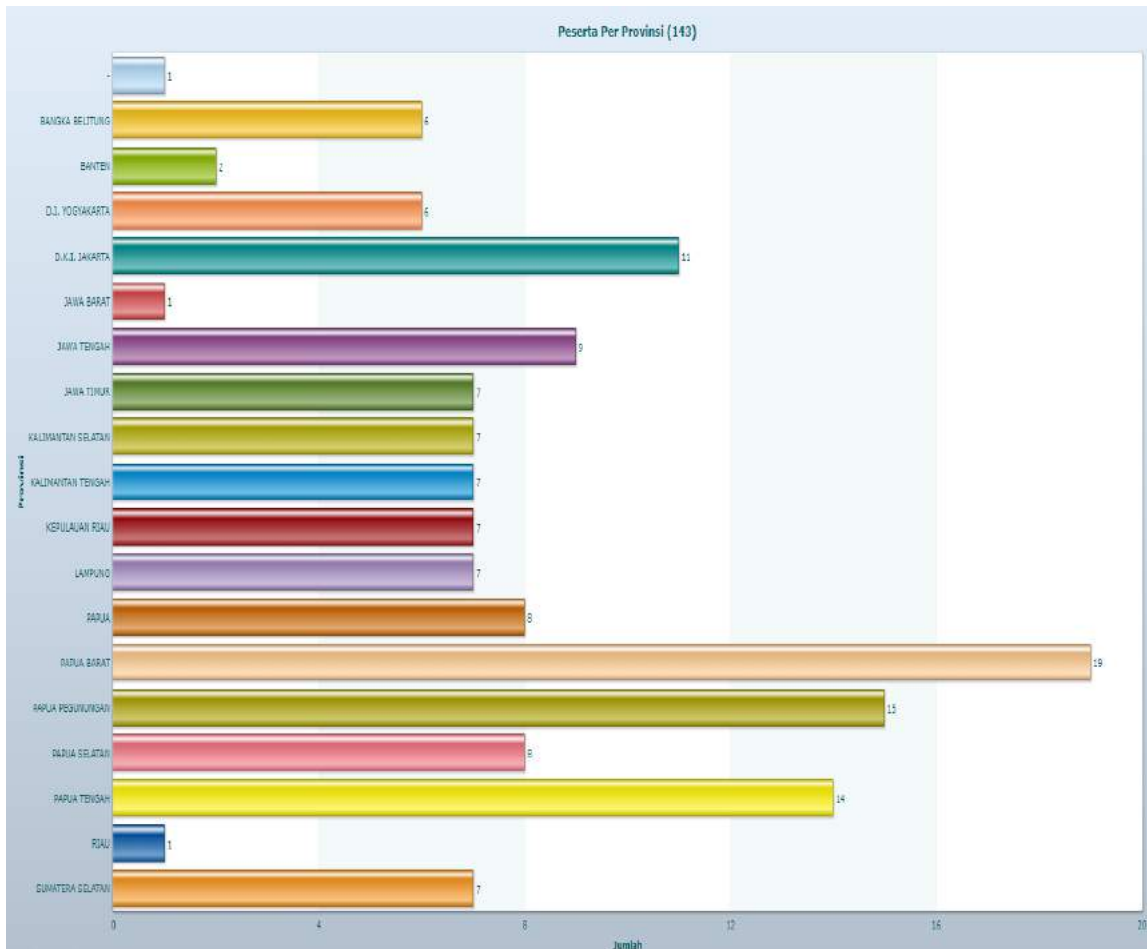 Peserta Per Provinsi (143)
- 1
BANGKA BELITUNG 6
BANTEN 2
D.I. YOGYAKARTA 6
D.K.I. JAKARTA 11
JAWA BARAT 1
JAWA TENGAH 9
JAWA TIMUR 7
KALIMANTAN SELATAN 7
KALIMANTAN TENGAH 7
KEPULAUAN RIAU 7
LAMPUNG 7
PAPUA 8
PAPUA BARAT 19
PAPUA PEGUNUNGAN 15
PAPUA SELATAN 8
PAPUA TENGAH 14
RIAU 1
SUMATERA SELATAN 7
Provinsi
0 4 8 12 16 20
Jumlah